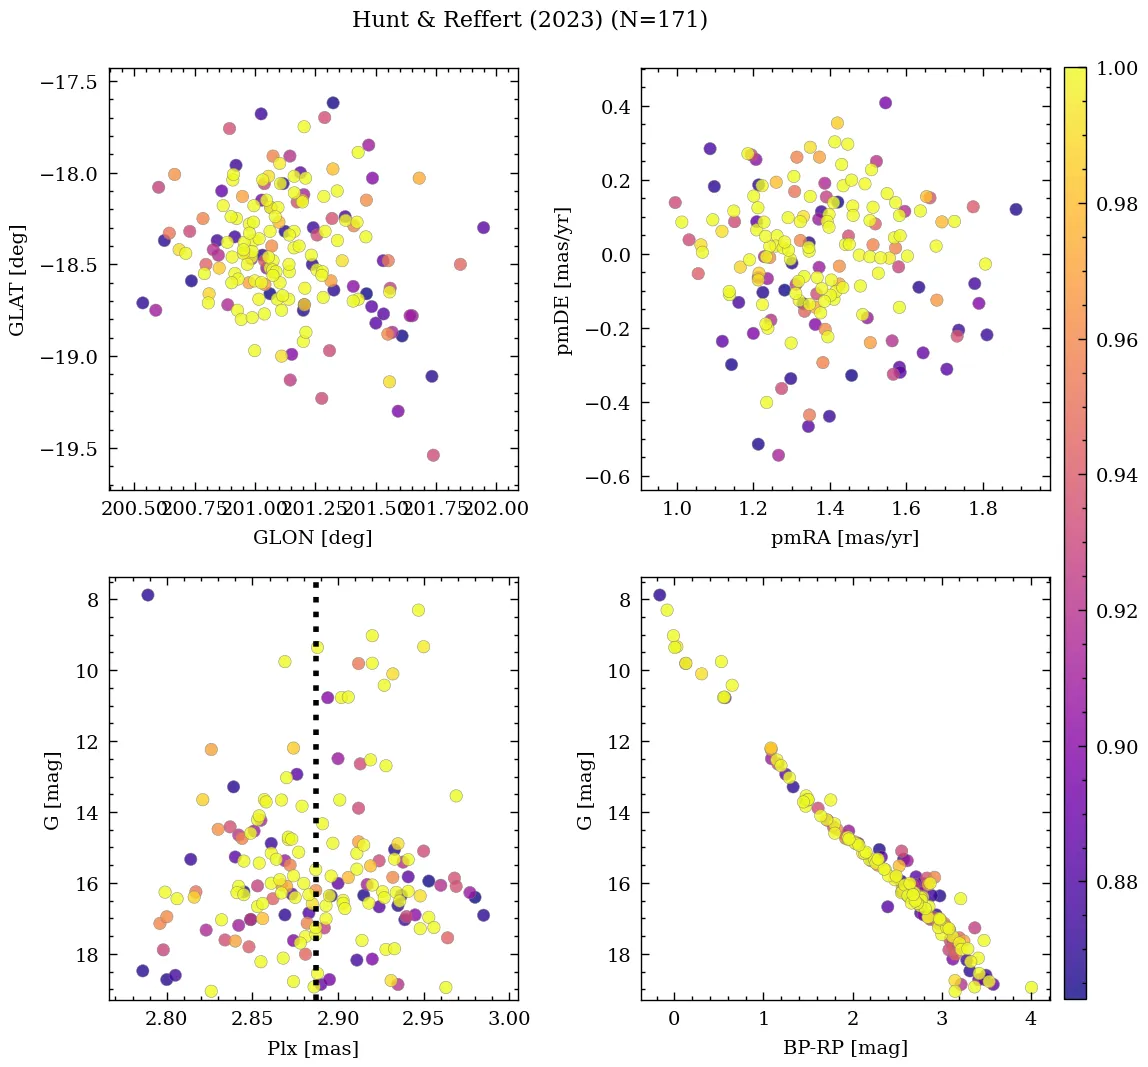 Hunt & Reffert (2023) (N=171)
−17.5
−18.0
−18.5
−19.0
−19.5
GLAT [deg]
200.50 200.75 201.00 201.25 201.50 201.75 202.00
GLON [deg]
0.4
0.2
0.0
−0.2
−0.4
−0.6
pmDE [mas/yr]
1.0 1.2 1.4 1.6 1.8
pmRA [mas/yr]
8
10
12
14
16
18
G [mag]
2.80 2.85 2.90 2.95 3.00
Plx [mas]
8
10
12
14
16
18
G [mag]
0 1 2 3 4
BP-RP [mag]
1.00
0.98
0.96
0.94
0.92
0.90
0.88